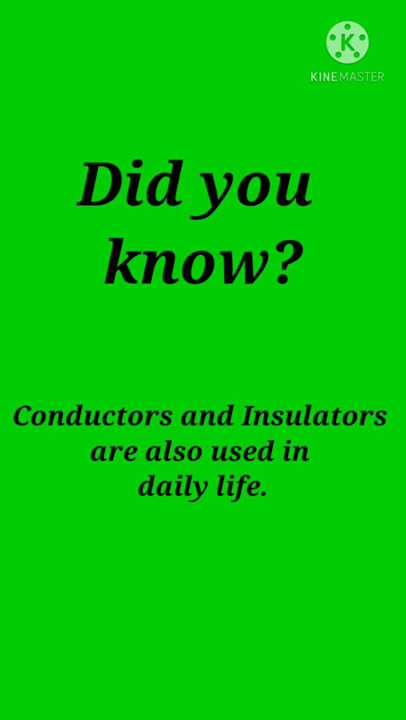 KINEMASTER
Did you
know?
Conductors and Insulators
are also used in
daily life.